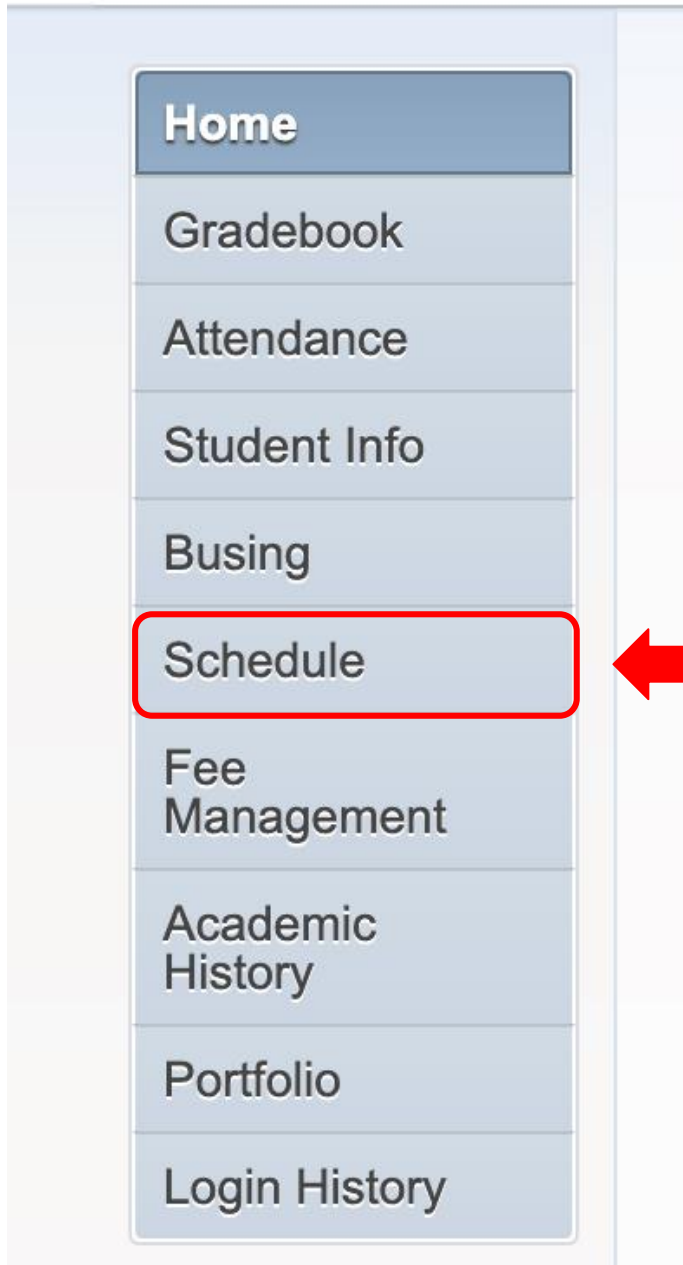 Home
Gradebook
Attendance
Student Info
Busing
Schedule
Fee
Management
Academic
History
Portfolio
Login History